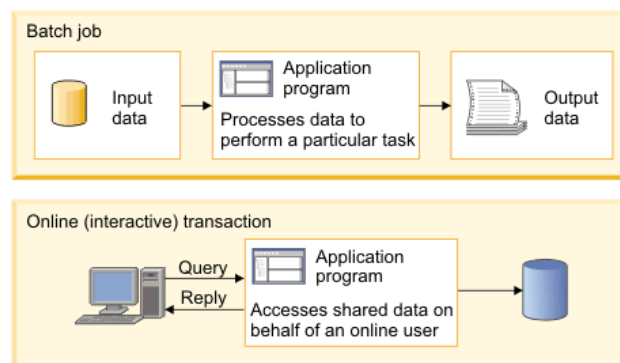 Batch job
Input
data
Application
program
Processes data to
perform a particular task
Output
data
Online (interactive) transaction
Query
Reply
Application
program
Accesses shared data on
behalf of an online user